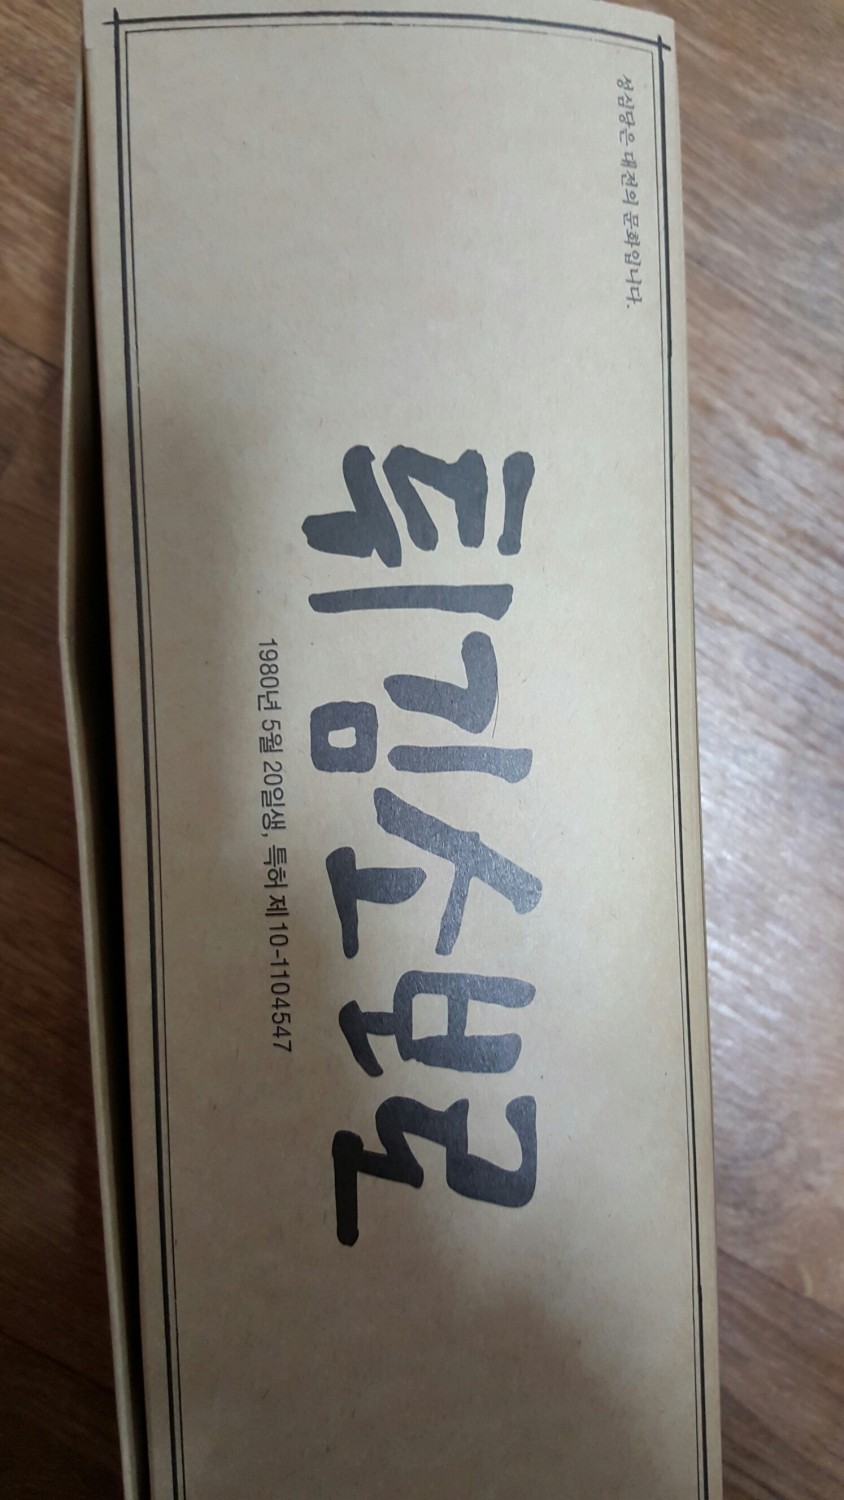 성심당은 대전의 문화입니다.
튀김소보로
1980년 5월 20일생, 특허 제10-1104547